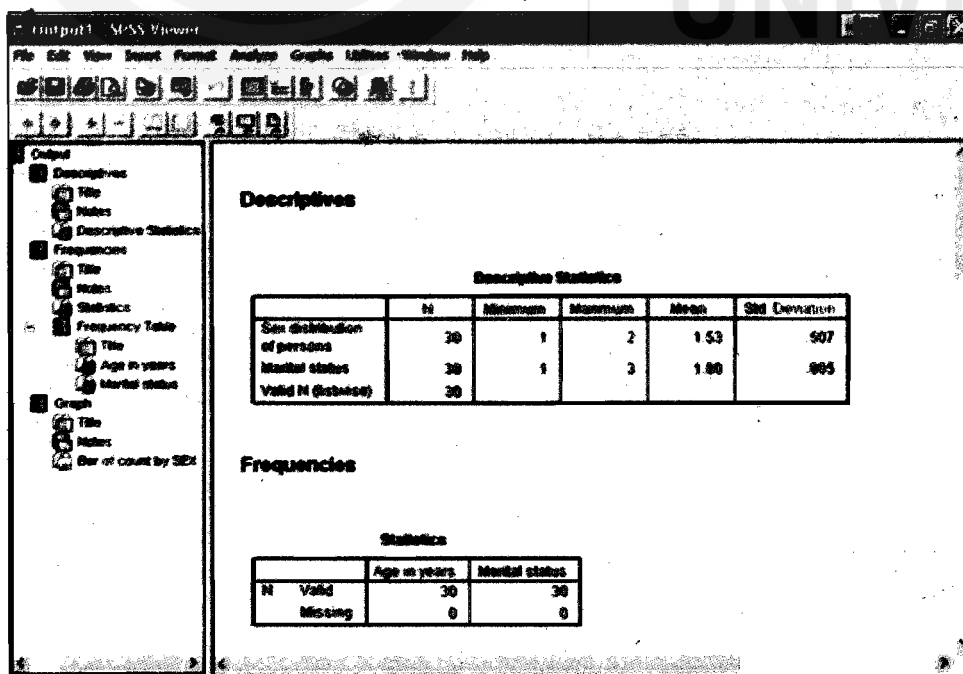 Output1 - SPSS Viewer
File Edit View Insert Format Analyze Graphs Utilities Window Help
Output
Descriptives
Title
Notes
Descriptive Statistics
Frequencies
Title
Notes
Statistics
Frequency Table
Title
Age in years
Marital status
Graph
Title
Notes
Bar of count by SEX
Descriptives
Descriptive Statistics
N Minimum Maximum Mean Std. Deviation
Sex distribution of persons 30 1 2 1.53 .507
Marital status 30 1 3 1.80
Valid N (listwise) 30
Frequencies
Statistics
Age in years Marital status
N Valid 30 30
Missing 0 0